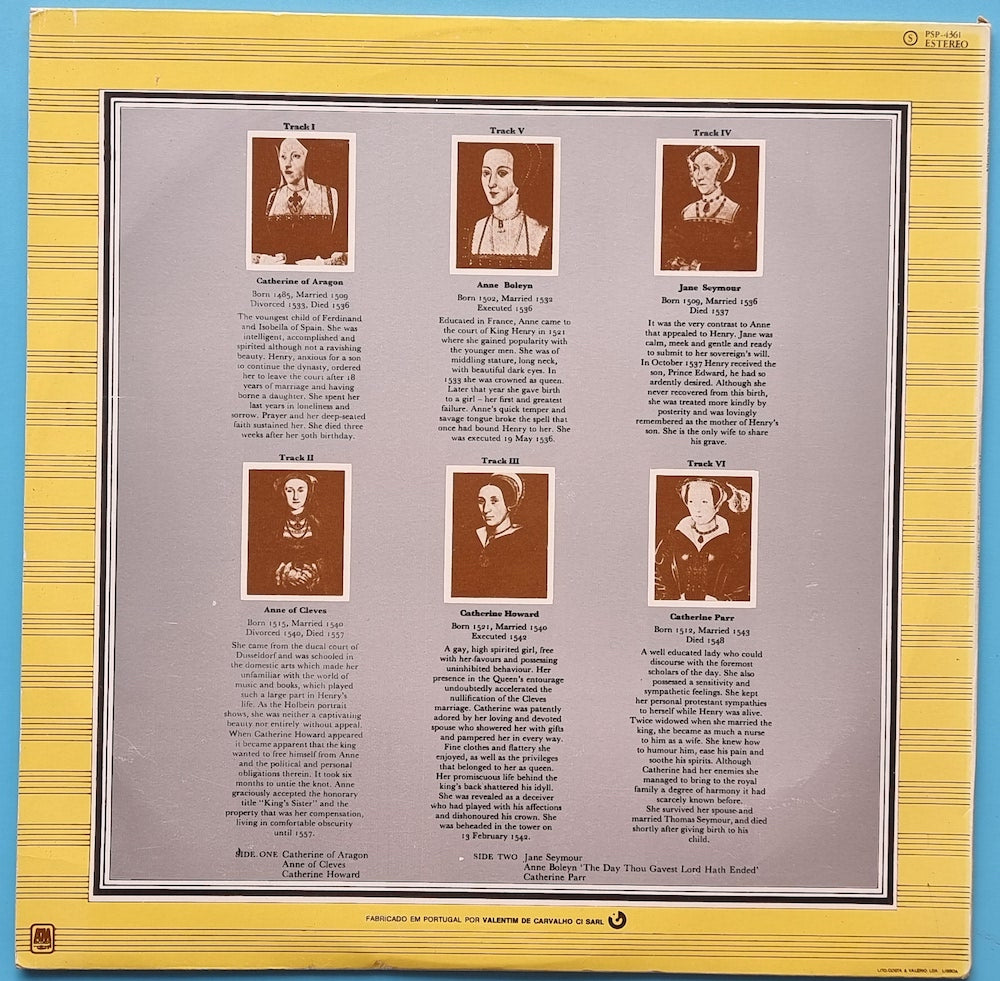 PSP-4361
ESTEREO
Track I
Catherine of Aragon
Born 1485, Married 1509
Divorced 1533, Died 1536
The youngest child of Ferdinand
and Isobella of Spain. She was
intelligent, accomplished and
spirited although not a ravishing
beauty. Henry, anxious for a son
to continue the dynasty, ordered
her to leave the court after 18
years of marriage and having
borne a daughter. She spent her
last years in loneliness and
sorrow. Prayer and her deep-seated
faith sustained her. She died three
weeks after her 50th birthday.
Track V
Anne Boleyn
Born 1502, Married 1532
Executed 1536
Educated in France, Anne came to
the court of King Henry in 1521
where she gained popularity with
the younger men. She was of
middling stature, long neck,
with beautiful dark eyes. In
1533 she was crowned as queen.
Later that year she gave birth
to a girl – her first and greatest
failure. Anne's quick temper and
savage tongue broke the spell that
once had bound Henry to her. She
was executed 19 May 1536.
Track IV
Jane Seymour
Born 1509, Married 1536
Died 1537
It was the very contrast to Anne
that appealed to Henry. Jane was
calm, meek and gentle and ready
to submit to her sovereign's will.
In October 1537 Henry received the
son, Prince Edward, he had so
ardently desired. Although she
never recovered from this birth,
she was treated more kindly by
posterity and was lovingly
remembered as the mother of Henry's
son. She is the only wife to share
his grave.
Track II
Anne of Cleves
Born 1515, Married 1540
Divorced 1540, Died 1557
She came from the ducal court of
Dusseldorf and was schooled in
the domestic arts which made her
unfamiliar with the world of
music and books, which played
such a large part in Henry's
life. As the Holbein portrait
shows, she was neither a captivating
beauty nor entirely without appeal.
When Catherine Howard appeared
it became apparent that the king
wanted to free himself from Anne
and the political and personal
obligations therein. It took six
months to untie the knot. Anne
graciously accepted the honorary
title "King's Sister" and the
property that was her compensation,
living in comfortable obscurity
until 1557.
Track III
Catherine Howard
Born 1521, Married 1540
Executed 1542
A gay, high spirited girl, free
with her favours and possessing
uninhibited behaviour. Her
presence in the Queen's entourage
undoubtedly accelerated the
nullification of the Cleves
marriage. Catherine was patently
adored by her loving and devoted
spouse who showered her with gifts
and pampered her in every way.
Fine clothes and flattery she
enjoyed, as well as the privileges
that belonged to her as queen.
Her promiscuous life behind the
king's back shattered his idyll.
She was revealed as a deceiver
who had played with his affections
and dishonoured his crown. She
was beheaded in the tower on
13 February 1542.
Track VI
Catherine Parr
Born 1512, Married 1543
Died 1548
A well educated lady who could
discourse with the foremost
scholars of the day. She also
possessed a sensitivity and
sympathetic feelings. She kept
her personal protestant sympathies
to herself while Henry was alive.
Twice widowed when she married the
king, she became as much a nurse
to him as a wife. She knew how
to humour him, ease his pain and
soothe his spirits. Although
Catherine had her enemies she
managed to bring to the royal
family a degree of harmony it had
scarcely known before.
She survived her spouse and
married Thomas Seymour, and died
shortly after giving birth to his
child.
SIDE ONE Catherine of Aragon
Anne of Cleves
Catherine Howard
SIDE TWO Jane Seymour
Anne Boleyn 'The Day Thou Gavest Lord Hath Ended'
Catherine Parr
FABRICADO EM PORTUGAL POR VALENTIM DE CARVALHO CI SARL
A&M